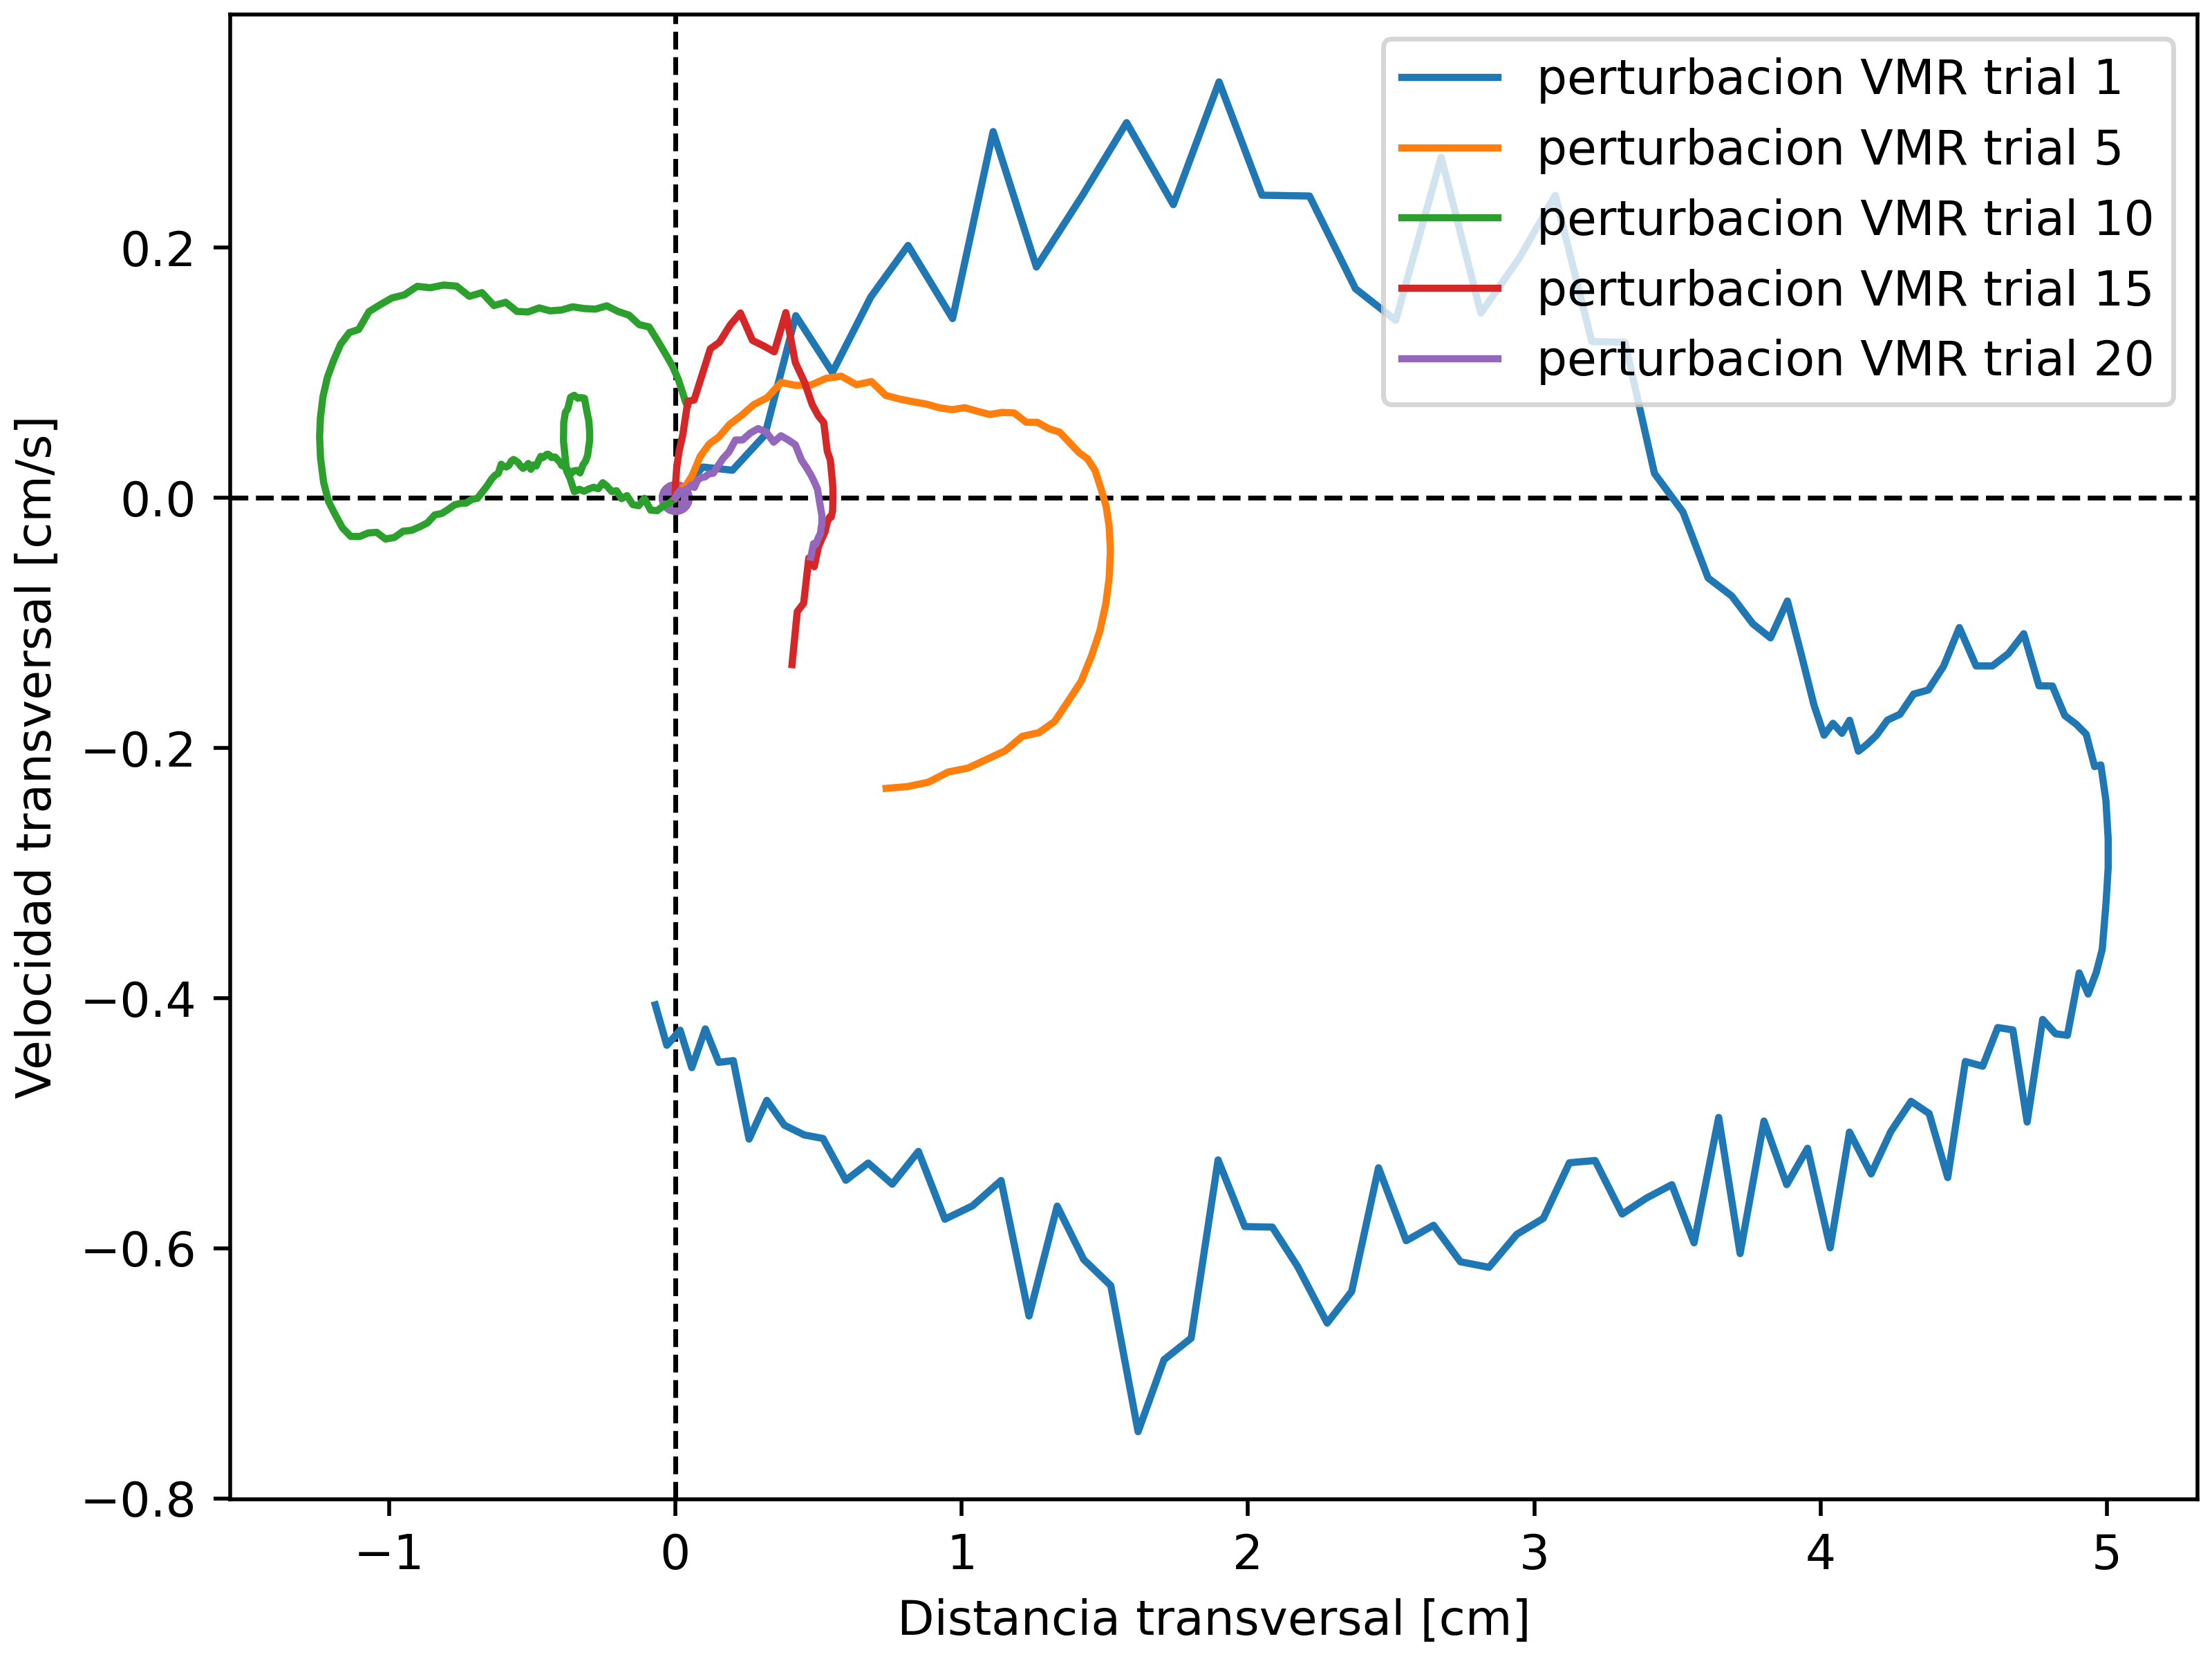 perturbacion VMR trial 1
perturbacion VMR trial 5
perturbacion VMR trial 10
perturbacion VMR trial 15
perturbacion VMR trial 20
Velocidad transversal [cm/s]
0.2
0.0
−0.2
−0.4
−0.6
−0.8
−1 0 1 2 3 4 5
Distancia transversal [cm]